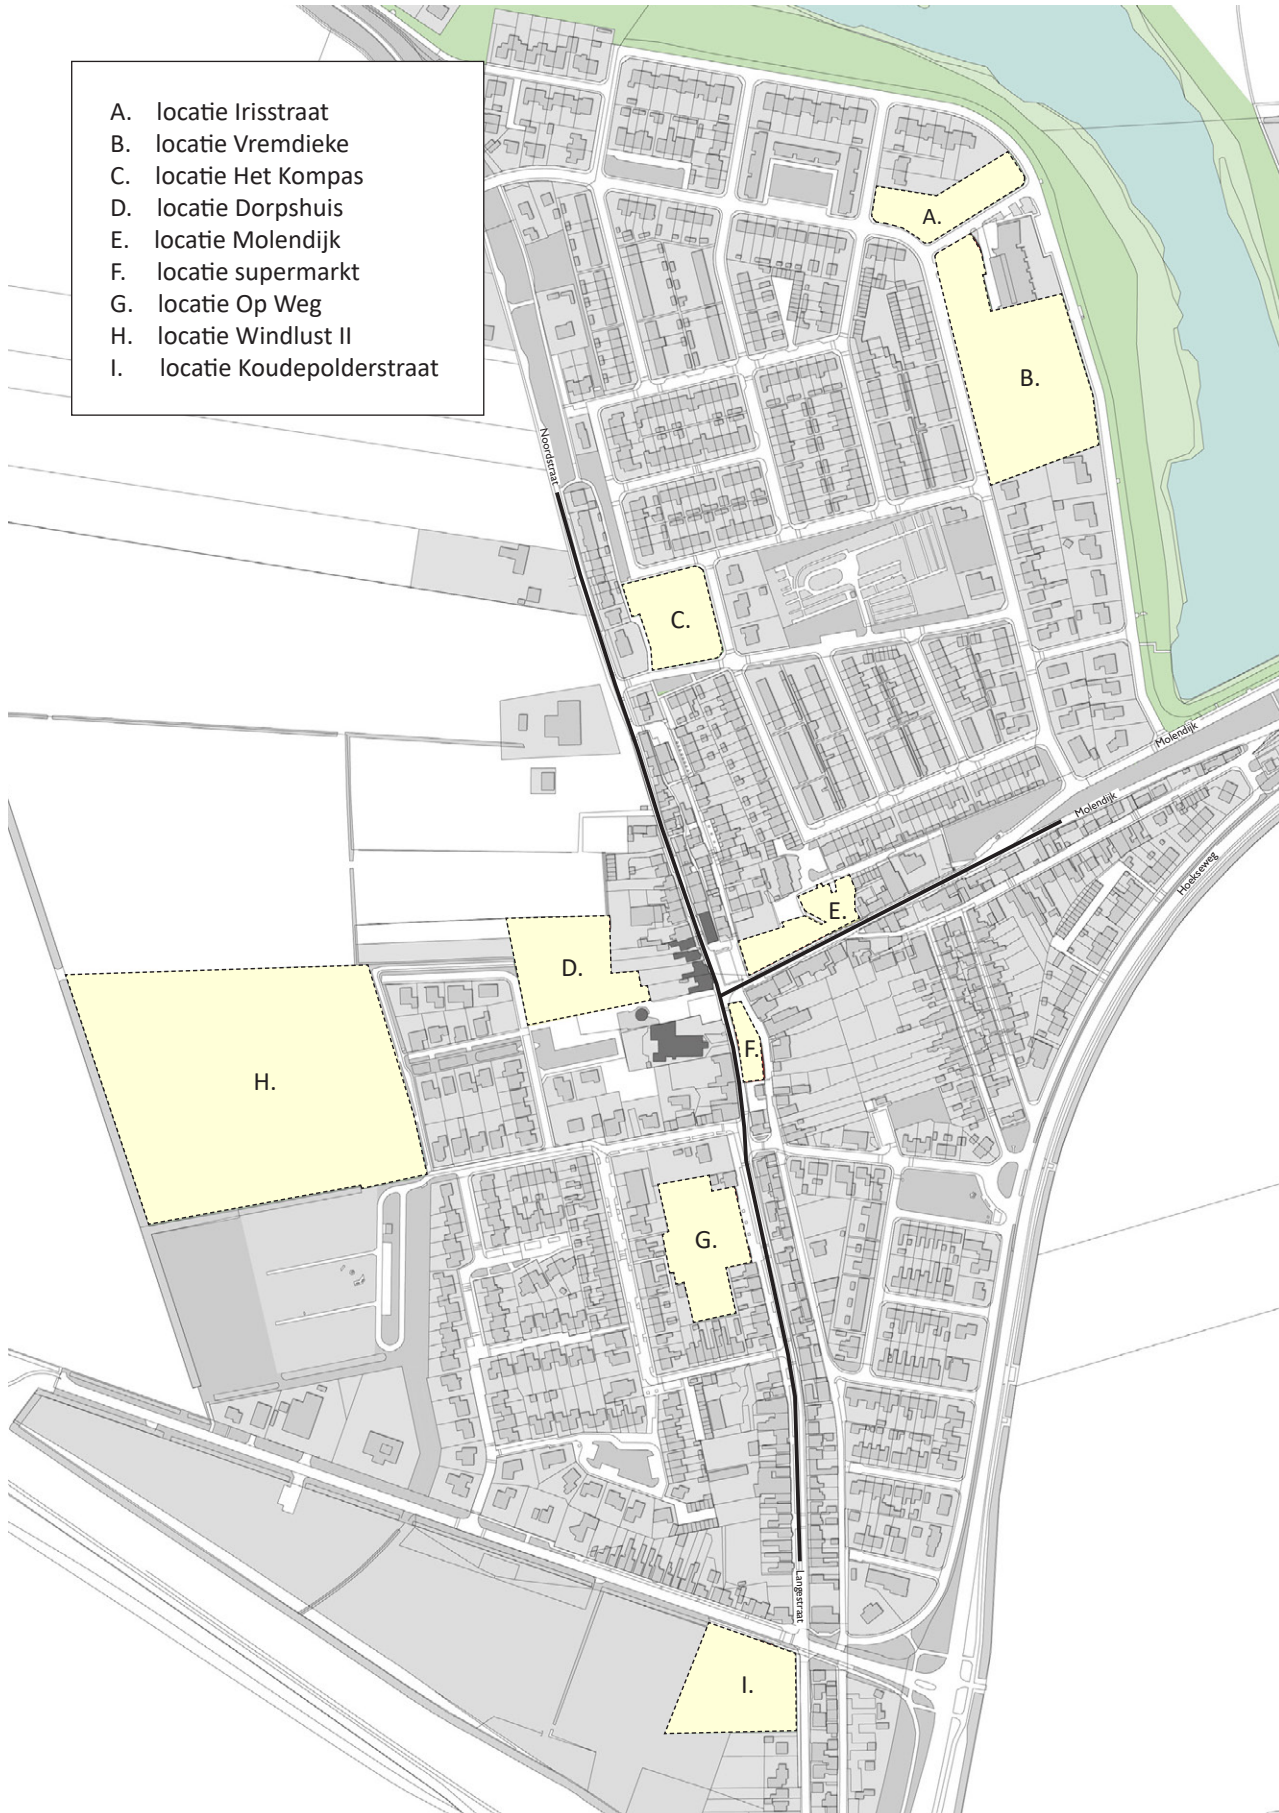 A. locatie Irisstraat
B. locatie Vremdieke
C. locatie Het Kompas
D. locatie Dorpshuis
E. locatie Molendijk
F. locatie supermarkt
G. locatie Op Weg
H. locatie Windlust II
I. locatie Koudepolderstraat
A.
B.
Noordstraat
C.
Molendijk
Molendijk
Hoekseweg
E.
D.
F.
H.
G.
Langestraat
I.